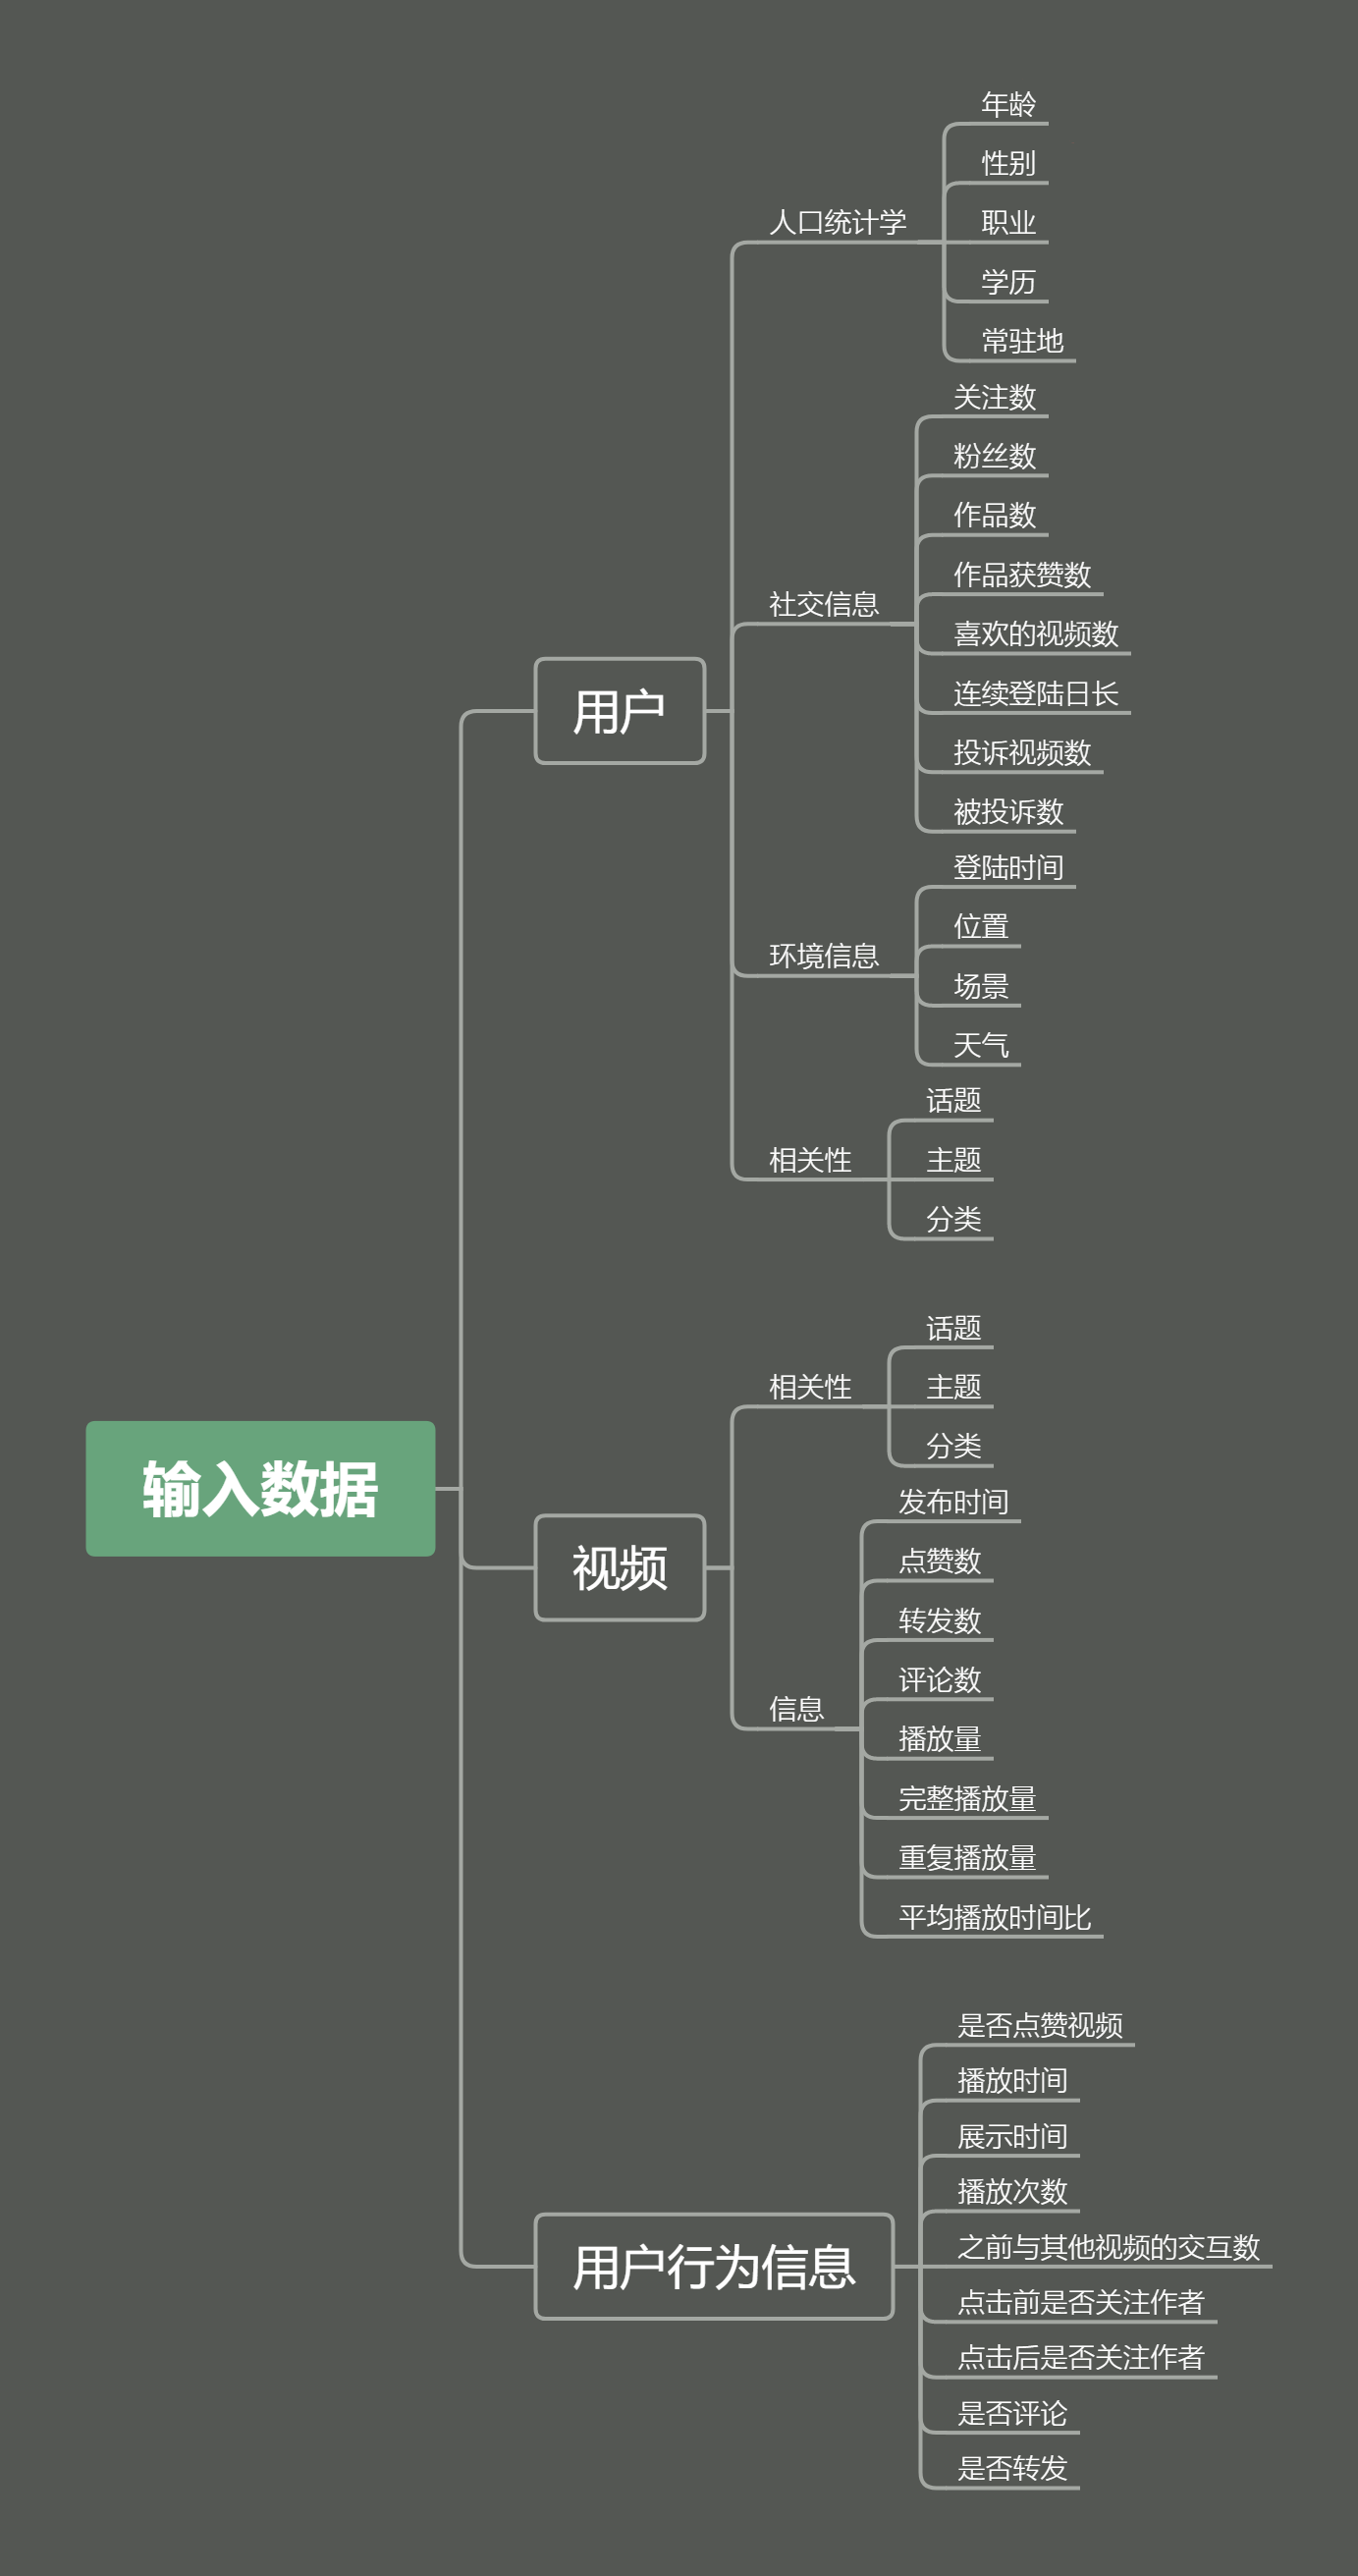 输入数据
用户
人口统计学
年龄
性别
职业
学历
常驻地
社交信息
关注数
粉丝数
作品数
作品获赞数
喜欢的视频数
连续登陆日长
投诉视频数
被投诉数
环境信息
登陆时间
位置
场景
天气
相关性
话题
主题
分类
视频
相关性
话题
主题
分类
信息
发布时间
点赞数
转发数
评论数
播放量
完整播放量
重复播放量
平均播放时间比
用户行为信息
是否点赞视频
播放时间
展示时间
播放次数
之前与其他视频的交互数
点击前是否关注作者
点击后是否关注作者
是否评论
是否转发